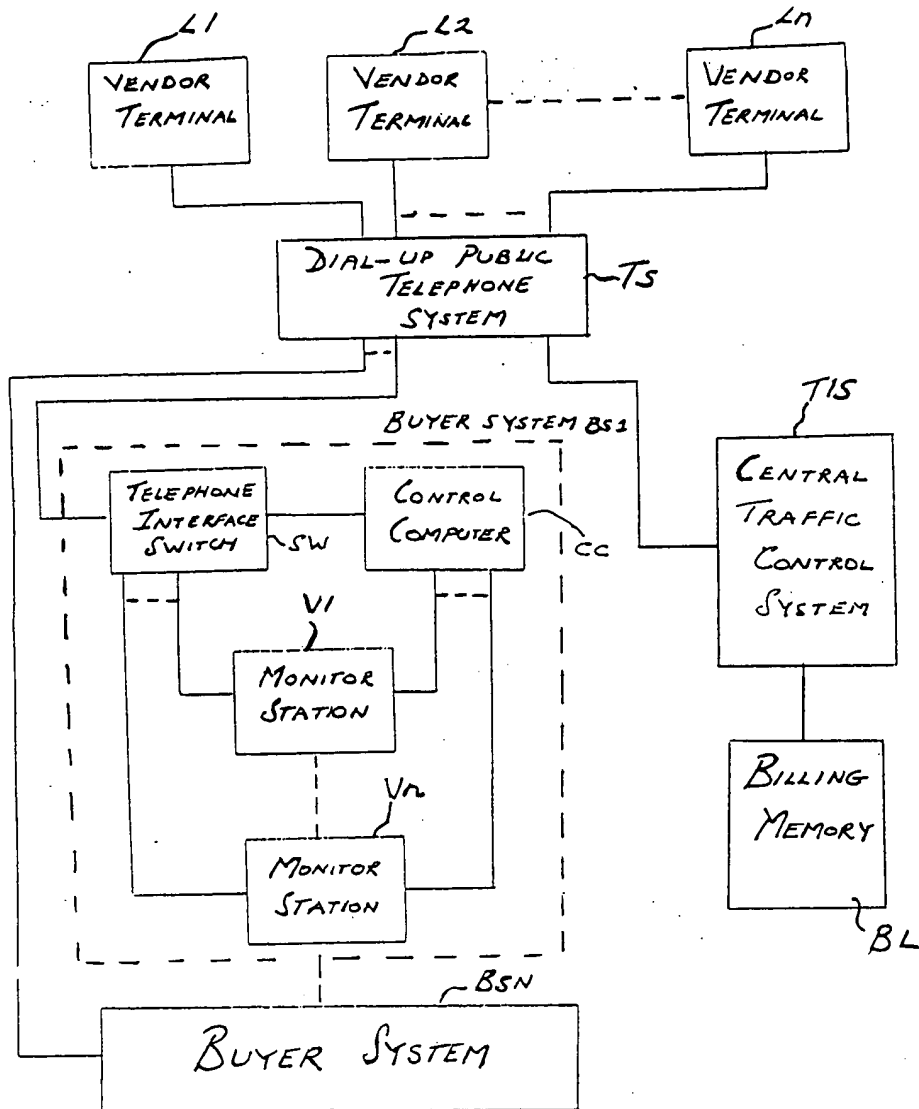 L1
L2
Ln
VENDOR
TERMINAL
VENDOR
TERMINAL
VENDOR
TERMINAL
DIAL-UP PUBLIC
TELEPHONE
SYSTEM
TS
BUYER SYSTEM BS1
T1S
TELEPHONE
INTERFACE
SWITCH
SW
CONTROL
COMPUTER
CC
CENTRAL
TRAFFIC
CONTROL
SYSTEM
V1
MONITOR
STATION
Vn
MONITOR
STATION
BILLING
MEMORY
BL
BSN
BUYER SYSTEM